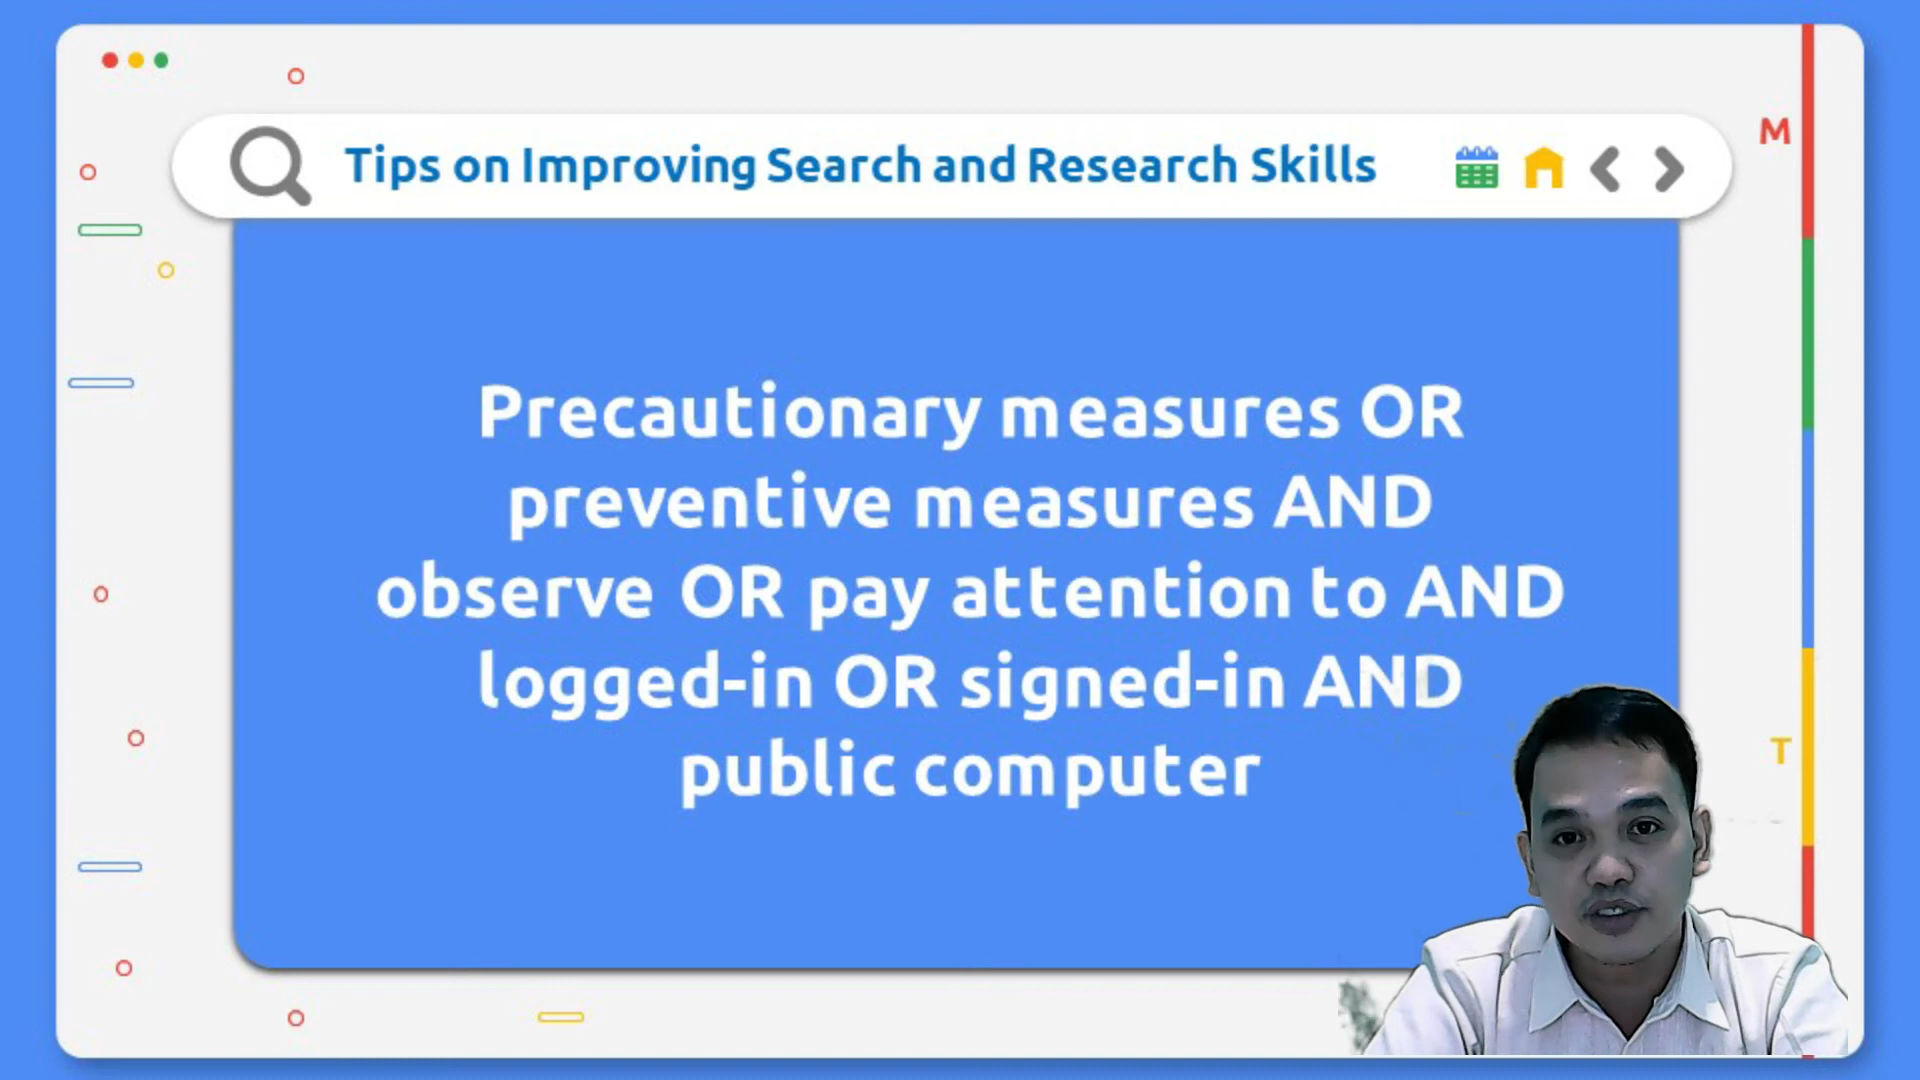 Tips on Improving Search and Research Skills
M
Precautionary measures OR
preventive measures AND
observe OR pay attention to AND
logged-in OR signed-in AND
public computer
T